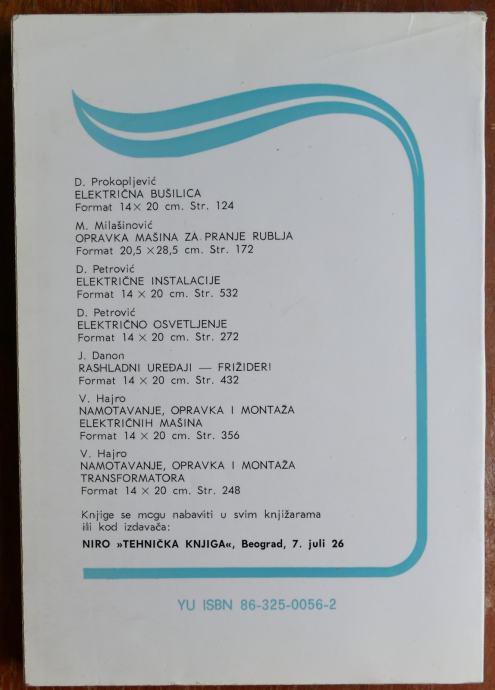 D. Prokopljević
ELEKTRIČNA BUŠILICA
Format 14 × 20 cm. Str. 124
M. Milašinović
OPRAVKA MAŠINA ZA PRANJE RUBLJA
Format 20,5 × 28,5 cm. Str. 172
D. Petrović
ELEKTRIČNE INSTALACIJE
Format 14 × 20 cm. Str. 532
D. Petrović
ELEKTRIČNO OSVETLJENJE
Format 14 × 20 cm. Str. 272
J. Danon
RASHLADNI UREĐAJI — FRIŽIDERI
Format 14 × 20 cm. Str. 432
V. Hajro
NAMOTAVANJE, OPRAVKA I MONTAŽA
ELEKTRIČNIH MAŠINA
Format 14 × 20 cm. Str. 356
V. Hajro
NAMOTAVANJE, OPRAVKA I MONTAŽA
TRANSFORMATORA
Format 14 × 20 cm. Str. 248
Knjige se mogu nabaviti u svim knjižarama
ili kod izdavača:
NIRO »TEHNIČKA KNJIGA«, Beograd, 7. juli 26
YU ISBN 86-325-0056-2